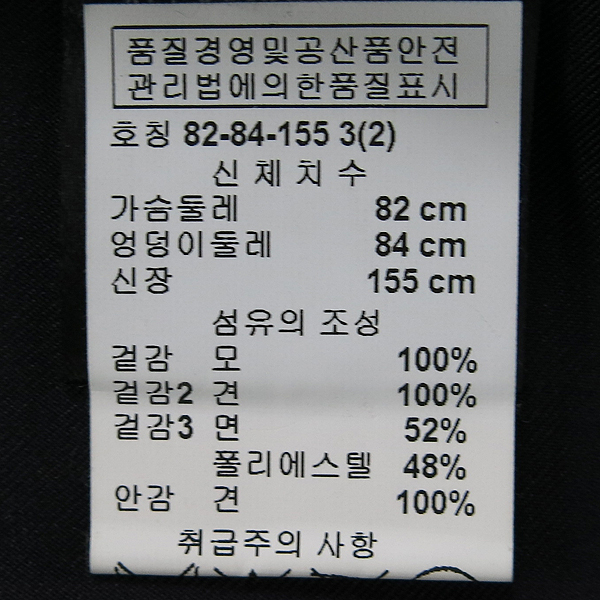 품질경영및공산품안전
관리법에의한품질표시
호칭 82-84-155 3(2)
신 체 치 수
가슴둘레 82 cm
엉덩이둘레 84 cm
신장 155 cm
섬유의 조성
겉감 모 100%
겉감2 견 100%
겉감3 면 52%
폴리에스텔 48%
안감 견 100%
취급주의 사항